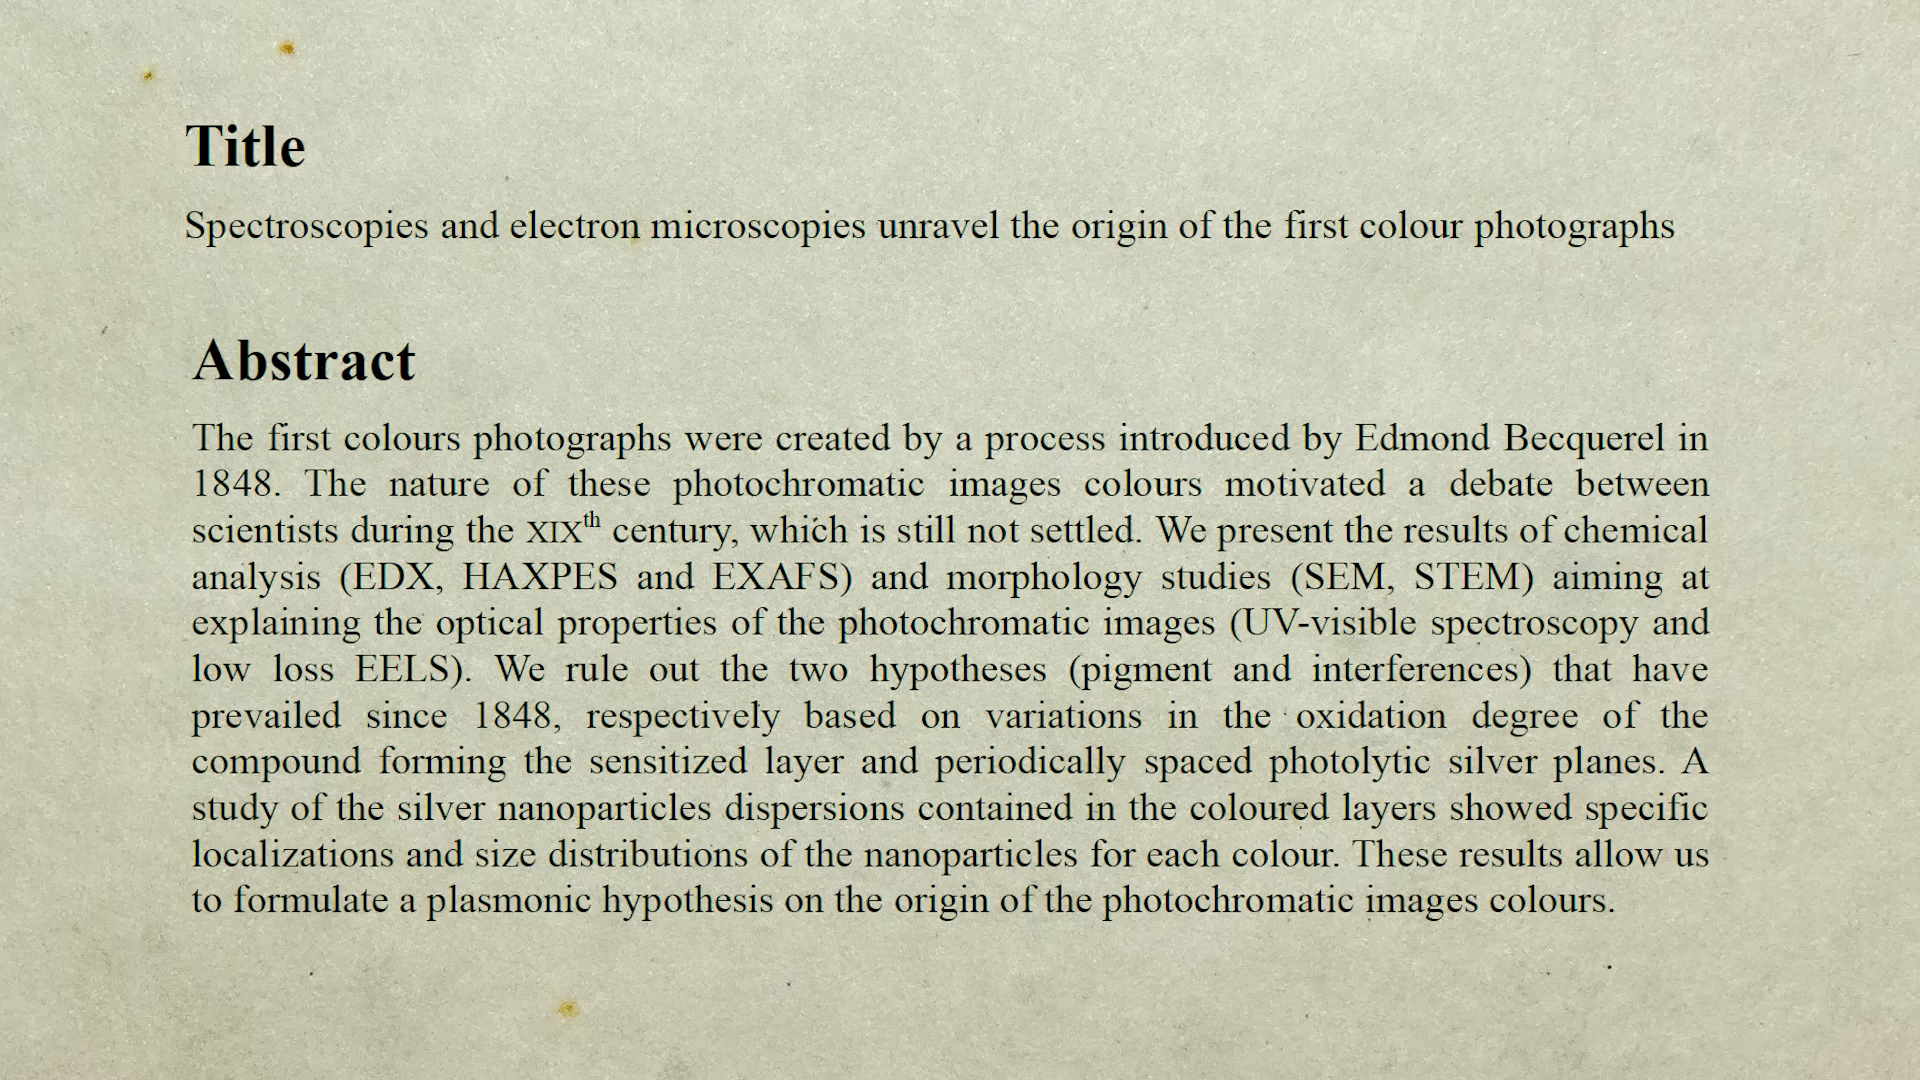 Title
Spectroscopies and electron microscopies unravel the origin of the first colour photographs
Abstract
The first colours photographs were created by a process introduced by Edmond Becquerel in
1848. The nature of these photochromatic images colours motivated a debate between
scientists during the XIXth century, which is still not settled. We present the results of chemical
analysis (EDX, HAXPES and EXAFS) and morphology studies (SEM, STEM) aiming at
explaining the optical properties of the photochromatic images (UV-visible spectroscopy and
low loss EELS). We rule out the two hypotheses (pigment and interferences) that have
prevailed since 1848, respectively based on variations in the oxidation degree of the
compound forming the sensitized layer and periodically spaced photolytic silver planes. A
study of the silver nanoparticles dispersions contained in the coloured layers showed specific
localizations and size distributions of the nanoparticles for each colour. These results allow us
to formulate a plasmonic hypothesis on the origin of the photochromatic images colours.